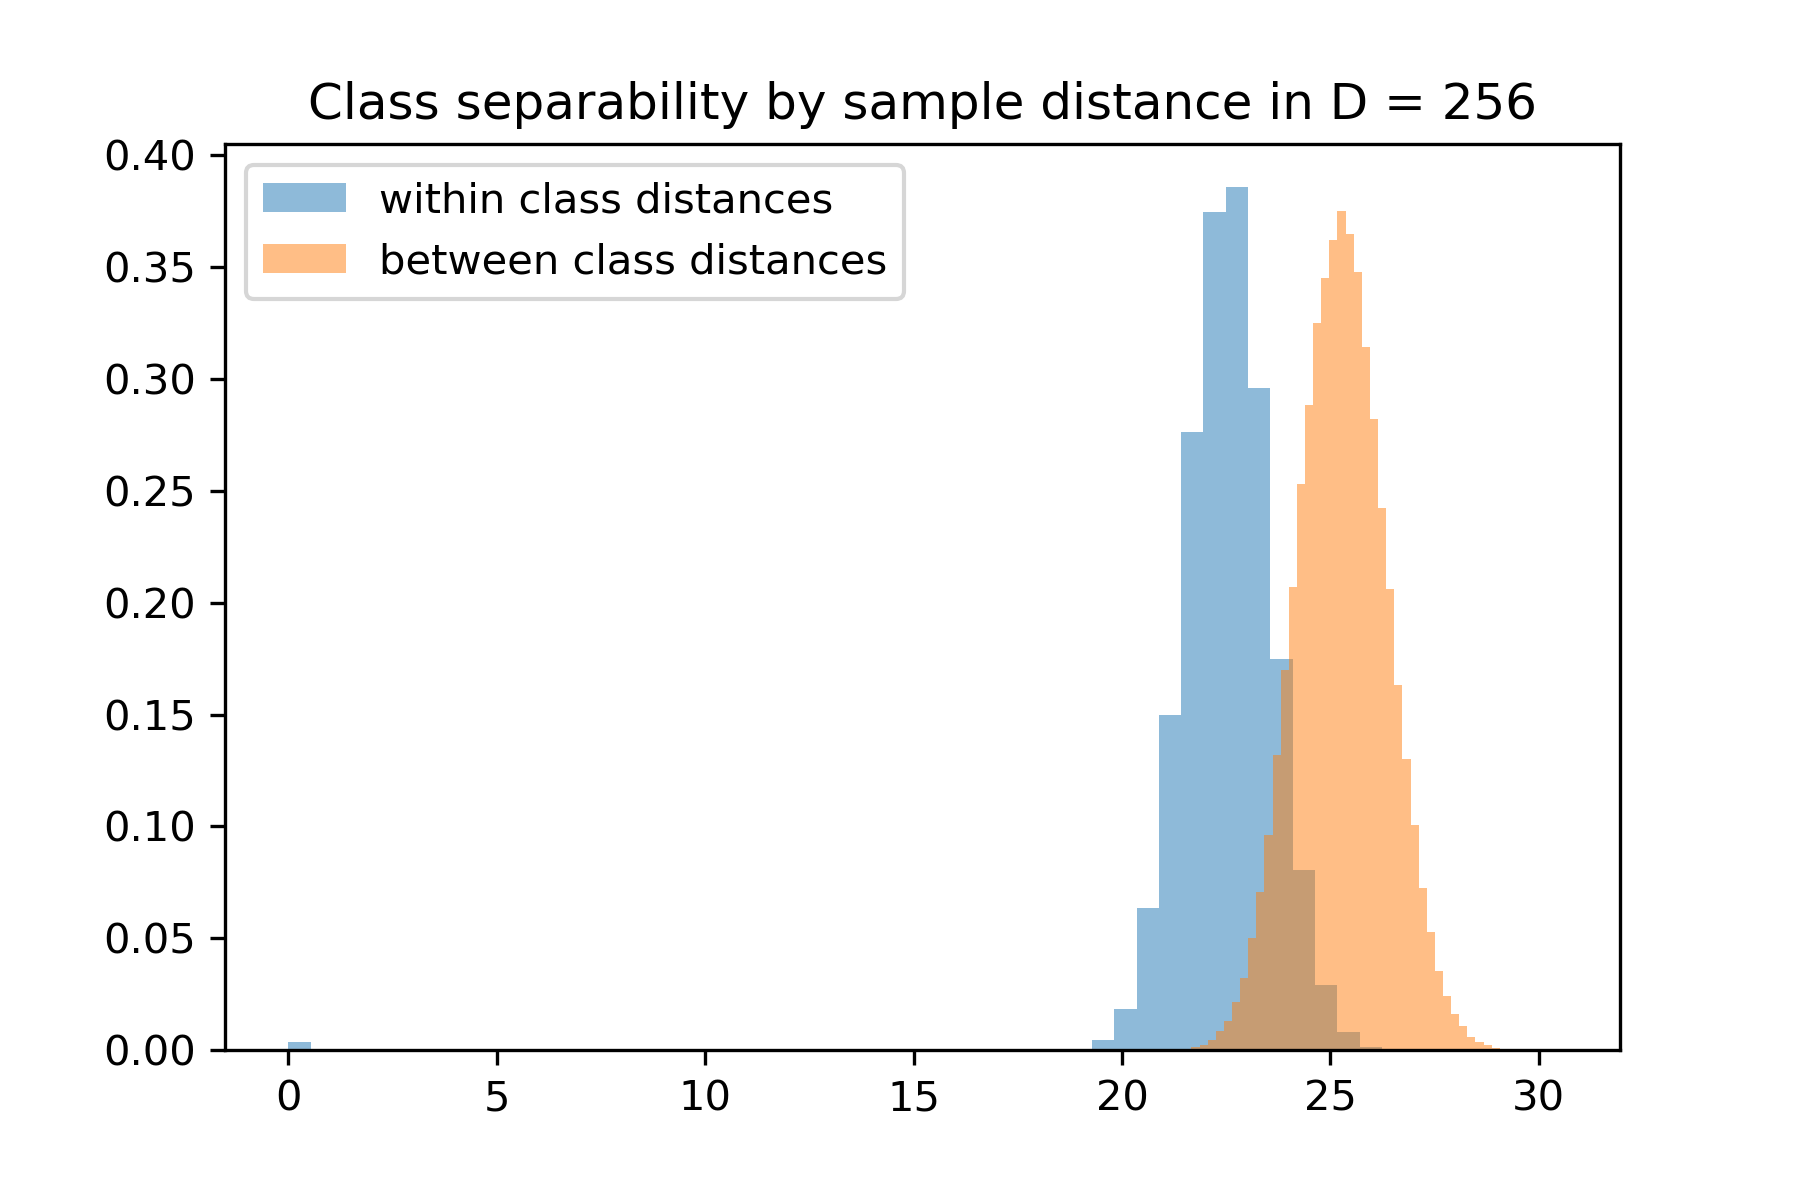 Class separability by sample distance in D = 256
within class distances
between class distances
0.40
0.35
0.30
0.25
0.20
0.15
0.10
0.05
0.00
0 5 10 15 20 25 30